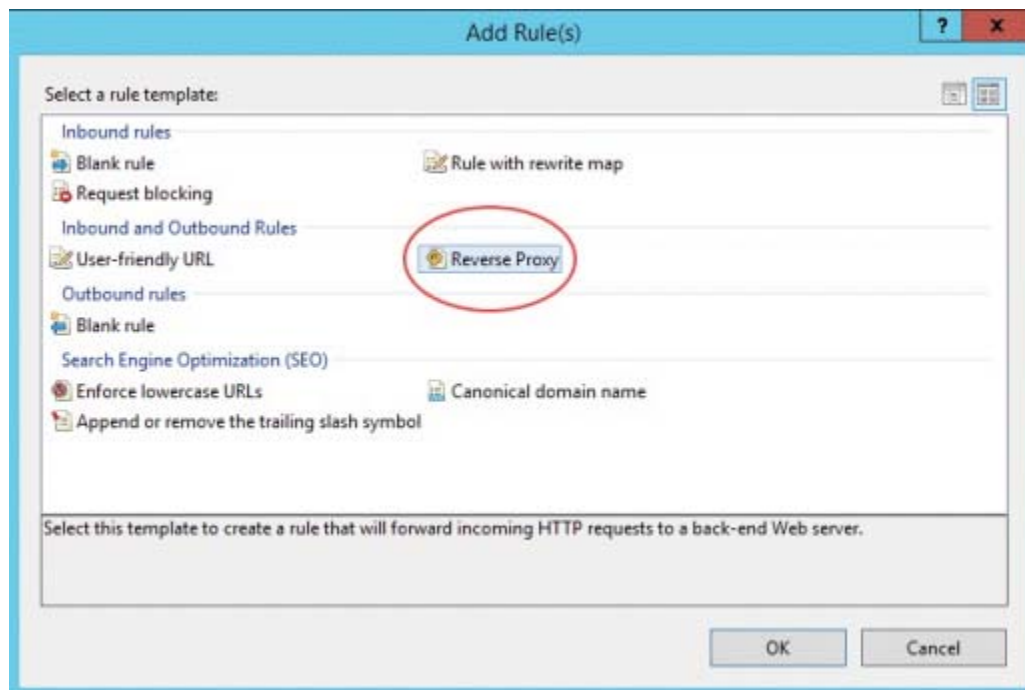 Add Rule(s)
? x
Select a rule template:
Inbound rules
Blank rule Rule with rewrite map
Request blocking
Inbound and Outbound Rules
User-friendly URL Reverse Proxy
Outbound rules
Blank rule
Search Engine Optimization (SEO)
Enforce lowercase URLs Canonical domain name
Append or remove the trailing slash symbol
Select this template to create a rule that will forward incoming HTTP requests to a back-end Web server.
OK Cancel